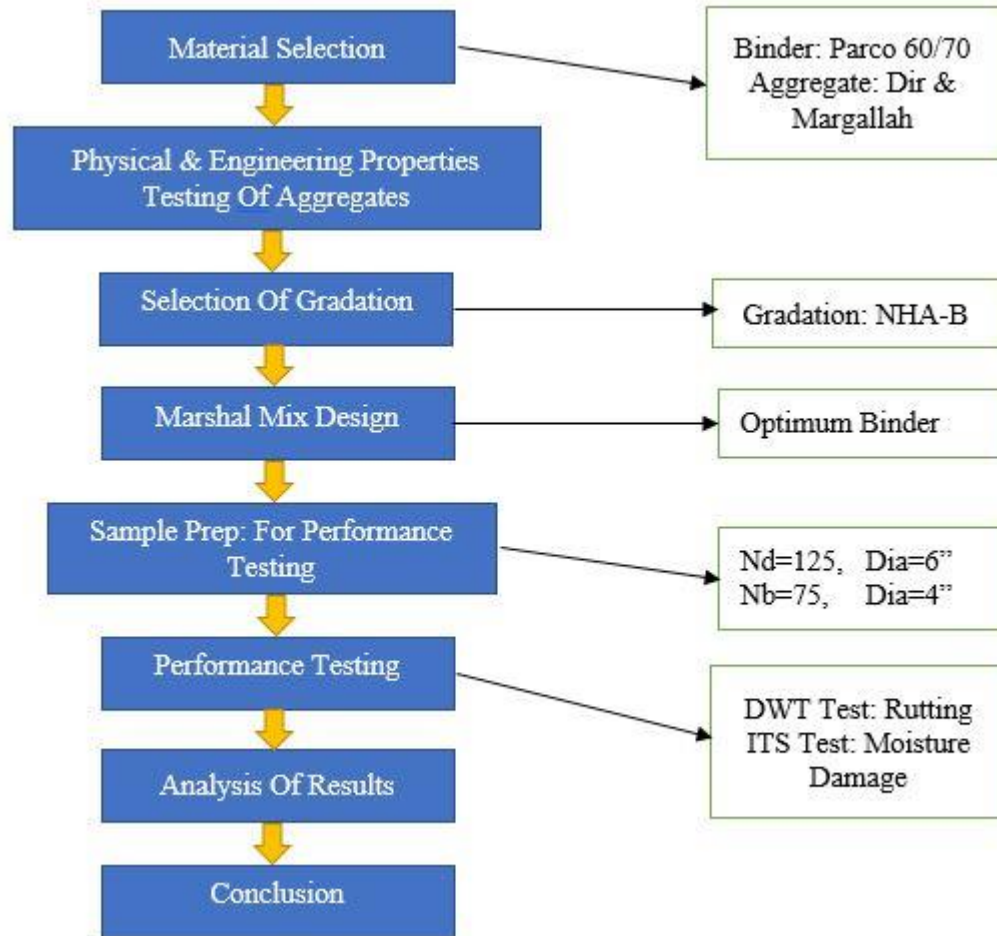 Material Selection
Binder: Parco 60/70
Aggregate: Dir &
Margallah
Physical & Engineering Properties
Testing Of Aggregates
Selection Of Gradation
Gradation: NHA-B
Marshal Mix Design
Optimum Binder
Sample Prep: For Performance
Testing
Nd=125, Dia=6”
Nb=75, Dia=4”
Performance Testing
DWT Test: Rutting
ITS Test: Moisture
Damage
Analysis Of Results
Conclusion